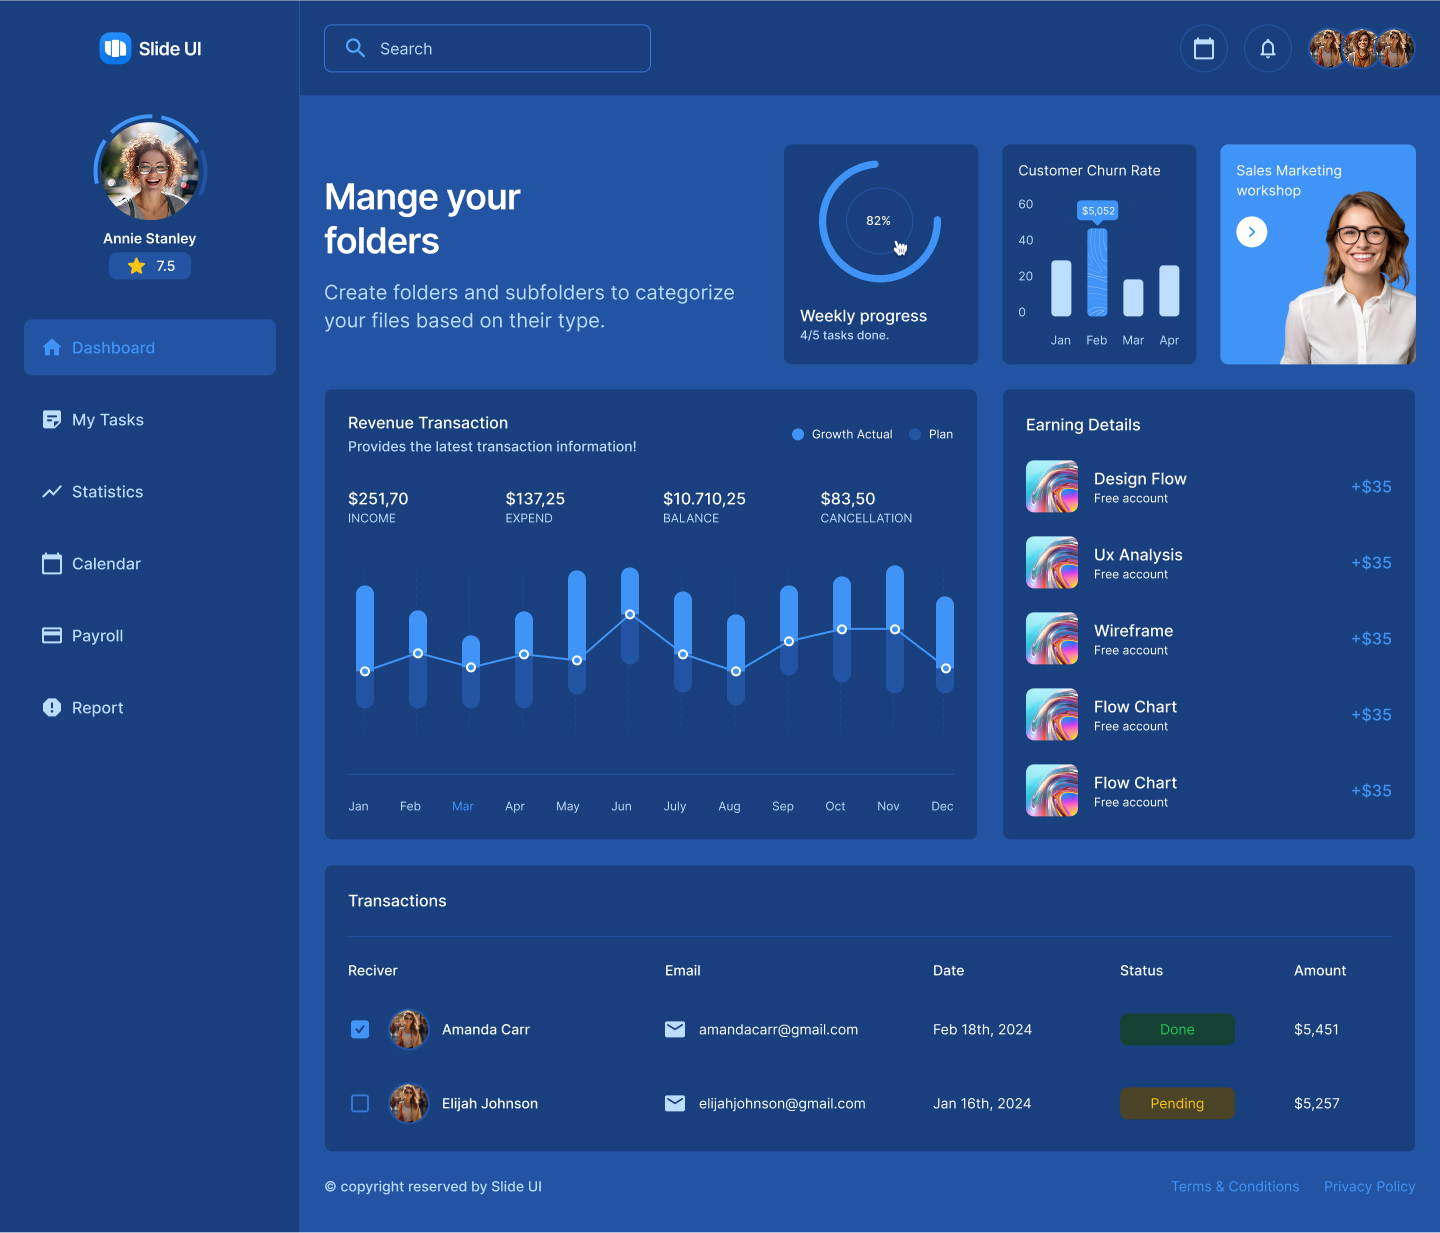 Slide UI
Annie Stanley
7.5
Dashboard
My Tasks
Statistics
Calendar
Payroll
Report
Search
Mange your
folders
Create folders and subfolders to categorize
your files based on their type.
82%
Weekly progress
4/5 tasks done.
Customer Churn Rate
60
40
20
0
$5,052
Jan Feb Mar Apr
Sales Marketing
workshop
Revenue Transaction
Provides the latest transaction information!
Growth Actual Plan
$251,70 $137,25 $10.710,25 $83,50
INCOME EXPEND BALANCE CANCELLATION
Jan Feb Mar Apr May Jun July Aug Sep Oct Nov Dec
Earning Details
Design Flow
Free account
+$35
Ux Analysis
Free account
+$35
Wireframe
Free account
+$35
Flow Chart
Free account
+$35
Flow Chart
Free account
+$35
Transactions
Reciver Email Date Status Amount
Amanda Carr amandacarr@gmail.com Feb 18th, 2024 Done $5,451
Elijah Johnson elijahjohnson@gmail.com Jan 16th, 2024 Pending $5,257
© copyright reserved by Slide UI
Terms & Conditions Privacy Policy